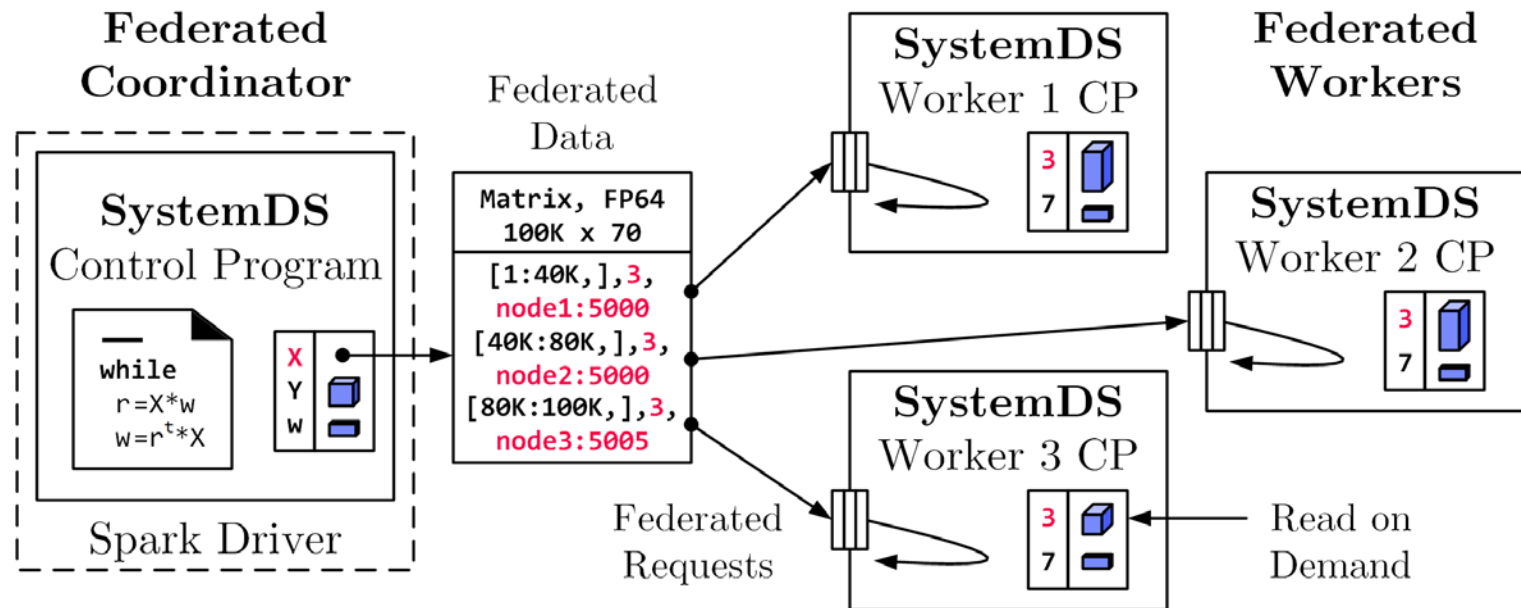 Federated
Coordinator
SystemDS
Control Program
while
r=X*w
w=rᵗ*X
X
Y
w
Spark Driver
Federated
Data
Matrix, FP64
100K x 70
[1:40K,],3,
node1:5000
[40K:80K,],3,
node2:5000
[80K:100K,],3,
node3:5005
Federated
Requests
SystemDS
Worker 1 CP
3
7
Federated
Workers
SystemDS
Worker 2 CP
3
7
SystemDS
Worker 3 CP
3
7
Read on
Demand